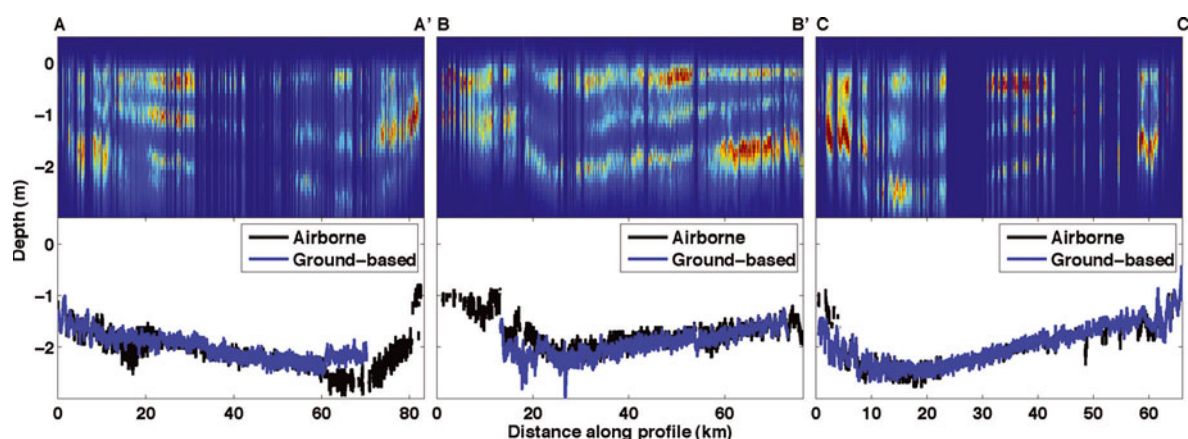 A A' B B' C C
0
−1
−2
Depth (m)
Airborne
Ground−based
Airborne
Ground−based
Airborne
Ground−based
0
−1
−2
0 20 40 60 80 0 20 40 60 0 10 20 30 40 50 60
Distance along profile (km)